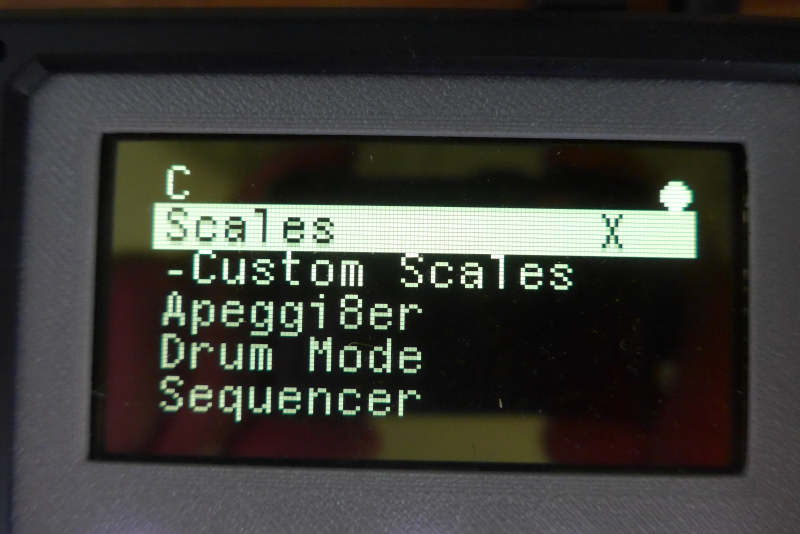 C
Scales X
-Custom Scales
Apeggi8er
Drum Mode
Sequencer